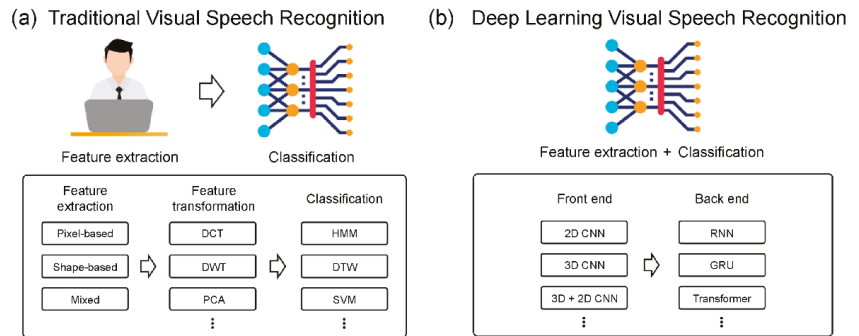 (a) Traditional Visual Speech Recognition
Feature extraction
Classification
Feature
extraction
Pixel-based
Shape-based
Mixed
Feature
transformation
DCT
DWT
PCA
Classification
HMM
DTW
SVM
(b) Deep Learning Visual Speech Recognition
Feature extraction + Classification
Front end
2D CNN
3D CNN
3D + 2D CNN
Back end
RNN
GRU
Transformer